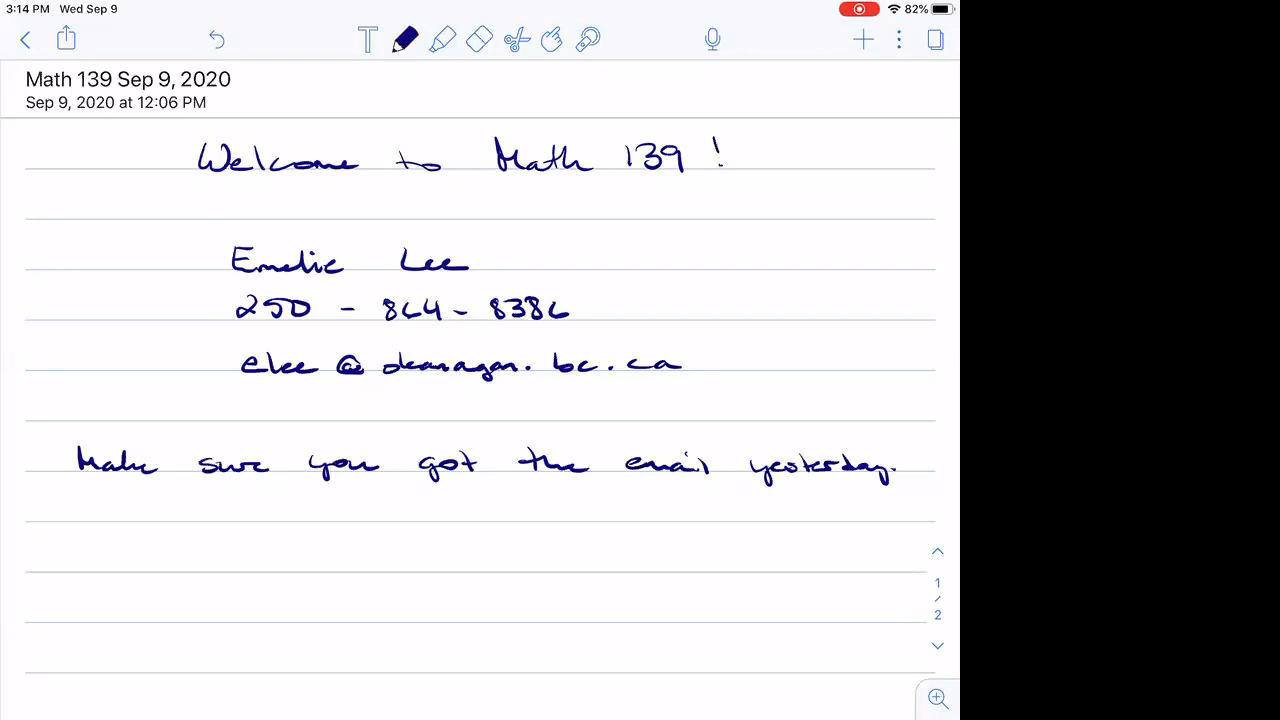 3:14 PM Wed Sep 9 82%
Math 139 Sep 9, 2020
Sep 9, 2020 at 12:06 PM
Welcome to Math 139!
Emelie Lee
250 - 864 - 8386
elee @ okanagan.bc.ca
Make sure you got the email yesterday.
1
/
2